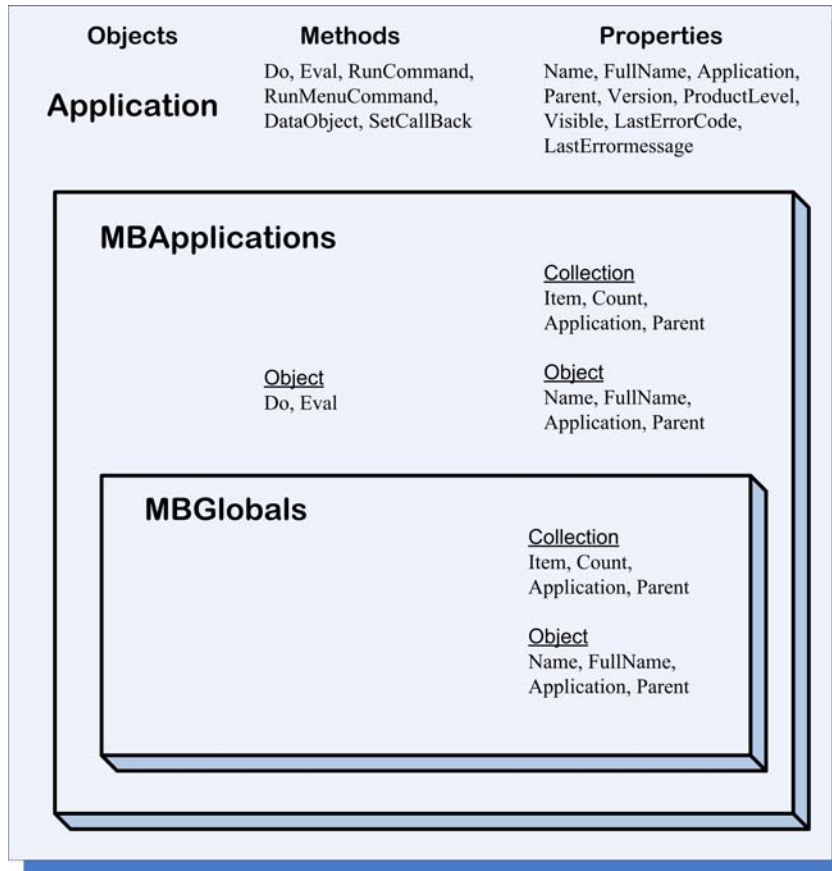 Objects Methods Properties
Application
Do, Eval, RunCommand,
RunMenuCommand,
DataObject, SetCallBack
Name, FullName, Application,
Parent, Version, ProductLevel,
Visible, LastErrorCode,
LastErrormessage
MBApplications
Collection
Item, Count,
Application, Parent
Object
Do, Eval
Object
Name, FullName,
Application, Parent
MBGlobals
Collection
Item, Count,
Application, Parent
Object
Name, FullName,
Application, Parent